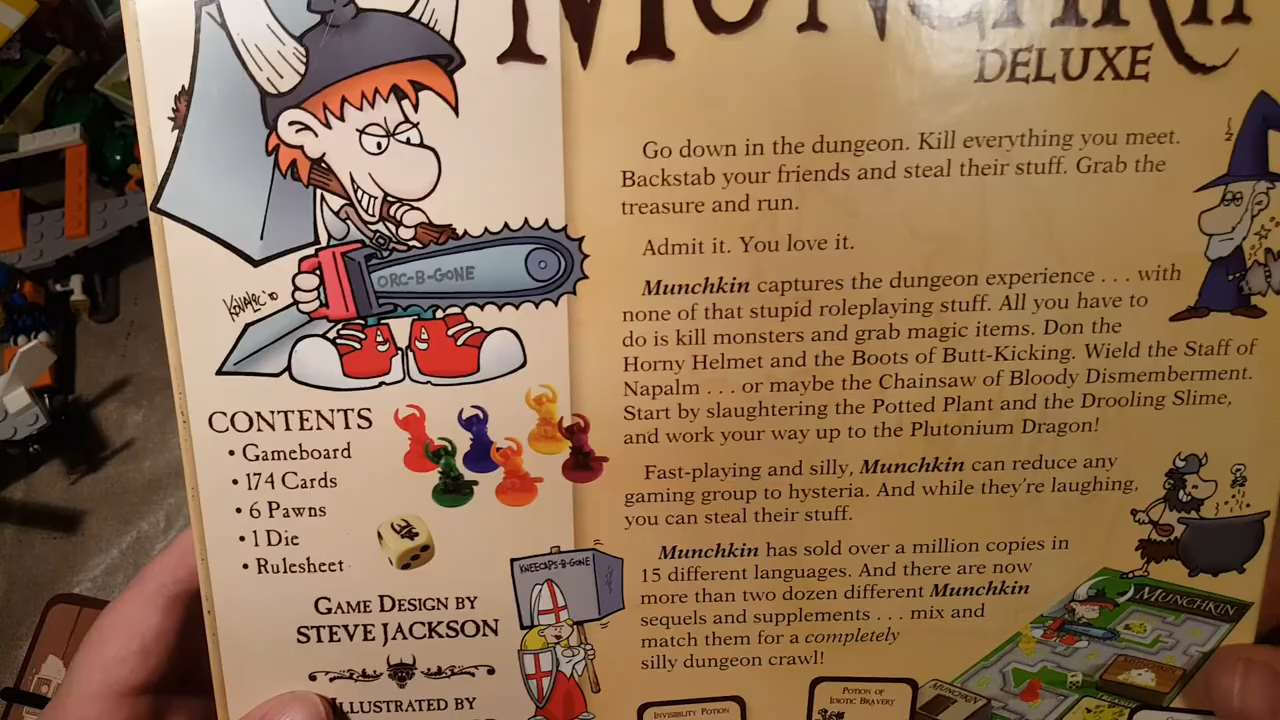 MUNCHKIN
DELUXE
Go down in the dungeon. Kill everything you meet.
Backstab your friends and steal their stuff. Grab the
treasure and run.
Admit it. You love it.
Munchkin captures the dungeon experience . . . with
none of that stupid roleplaying stuff. All you have to
do is kill monsters and grab magic items. Don the
Horny Helmet and the Boots of Butt-Kicking. Wield the Staff of
Napalm . . . or maybe the Chainsaw of Bloody Dismemberment.
Start by slaughtering the Potted Plant and the Drooling Slime,
and work your way up to the Plutonium Dragon!
Fast-playing and silly, Munchkin can reduce any
gaming group to hysteria. And while they're laughing,
you can steal their stuff.
Munchkin has sold over a million copies in
15 different languages. And there are now
more than two dozen different Munchkin
sequels and supplements . . . mix and
match them for a completely
silly dungeon crawl!
ORC-B-GONE
KOVALIC '10
CONTENTS
• Gameboard
• 174 Cards
• 6 Pawns
• 1 Die
• Rulesheet
GAME DESIGN BY
STEVE JACKSON
ILLUSTRATED BY
KNEECAPS-B-GONE
MUNCHKIN
MUNCHKIN
INVISIBILITY POTION
POTION OF
IDIOTIC BRAVERY